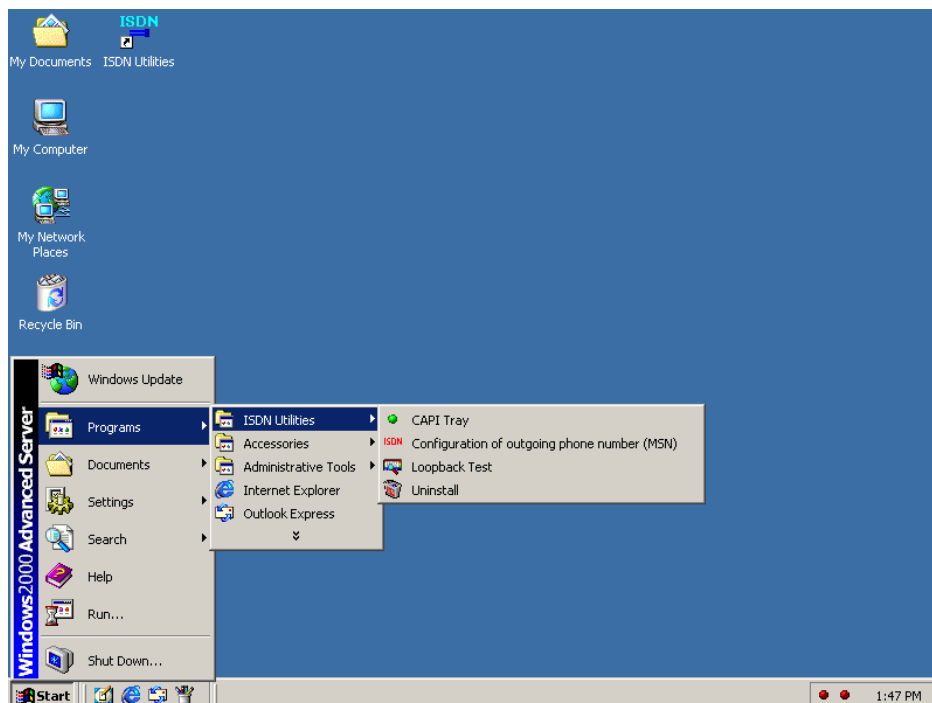 ISDN
My Documents
ISDN Utilities
My Computer
My Network
Places
Recycle Bin
Windows2000 Advanced Server
Windows Update
Programs
Documents
Settings
Search
Help
Run...
Shut Down...
ISDN Utilities
Accessories
Administrative Tools
Internet Explorer
Outlook Express
CAPI Tray
ISDN Configuration of outgoing phone number (MSN)
Loopback Test
Uninstall
Start
1:47 PM